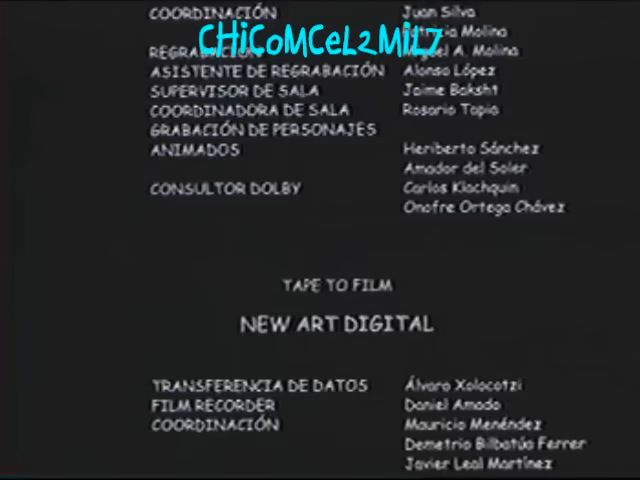 COORDINACIÓN Juan Silva
Patricia Molina
CHiCoMCeL2MiL7
REGRABACIÓN Miguel A. Molina
ASISTENTE DE REGRABACIÓN Alonso López
SUPERVISOR DE SALA Jaime Baksht
COORDINADORA DE SALA Rosario Tapia
GRABACIÓN DE PERSONAJES
ANIMADOS Heriberto Sánchez
Amador del Soler
CONSULTOR DOLBY Carlos Klachquin
Onofre Ortega Chávez
TAPE TO FILM
NEW ART DIGITAL
TRANSFERENCIA DE DATOS Álvaro Xolocotzi
FILM RECORDER Daniel Amado
COORDINACIÓN Mauricio Menéndez
Demetrio Bilbatúa Ferrer
Javier Leal Martínez